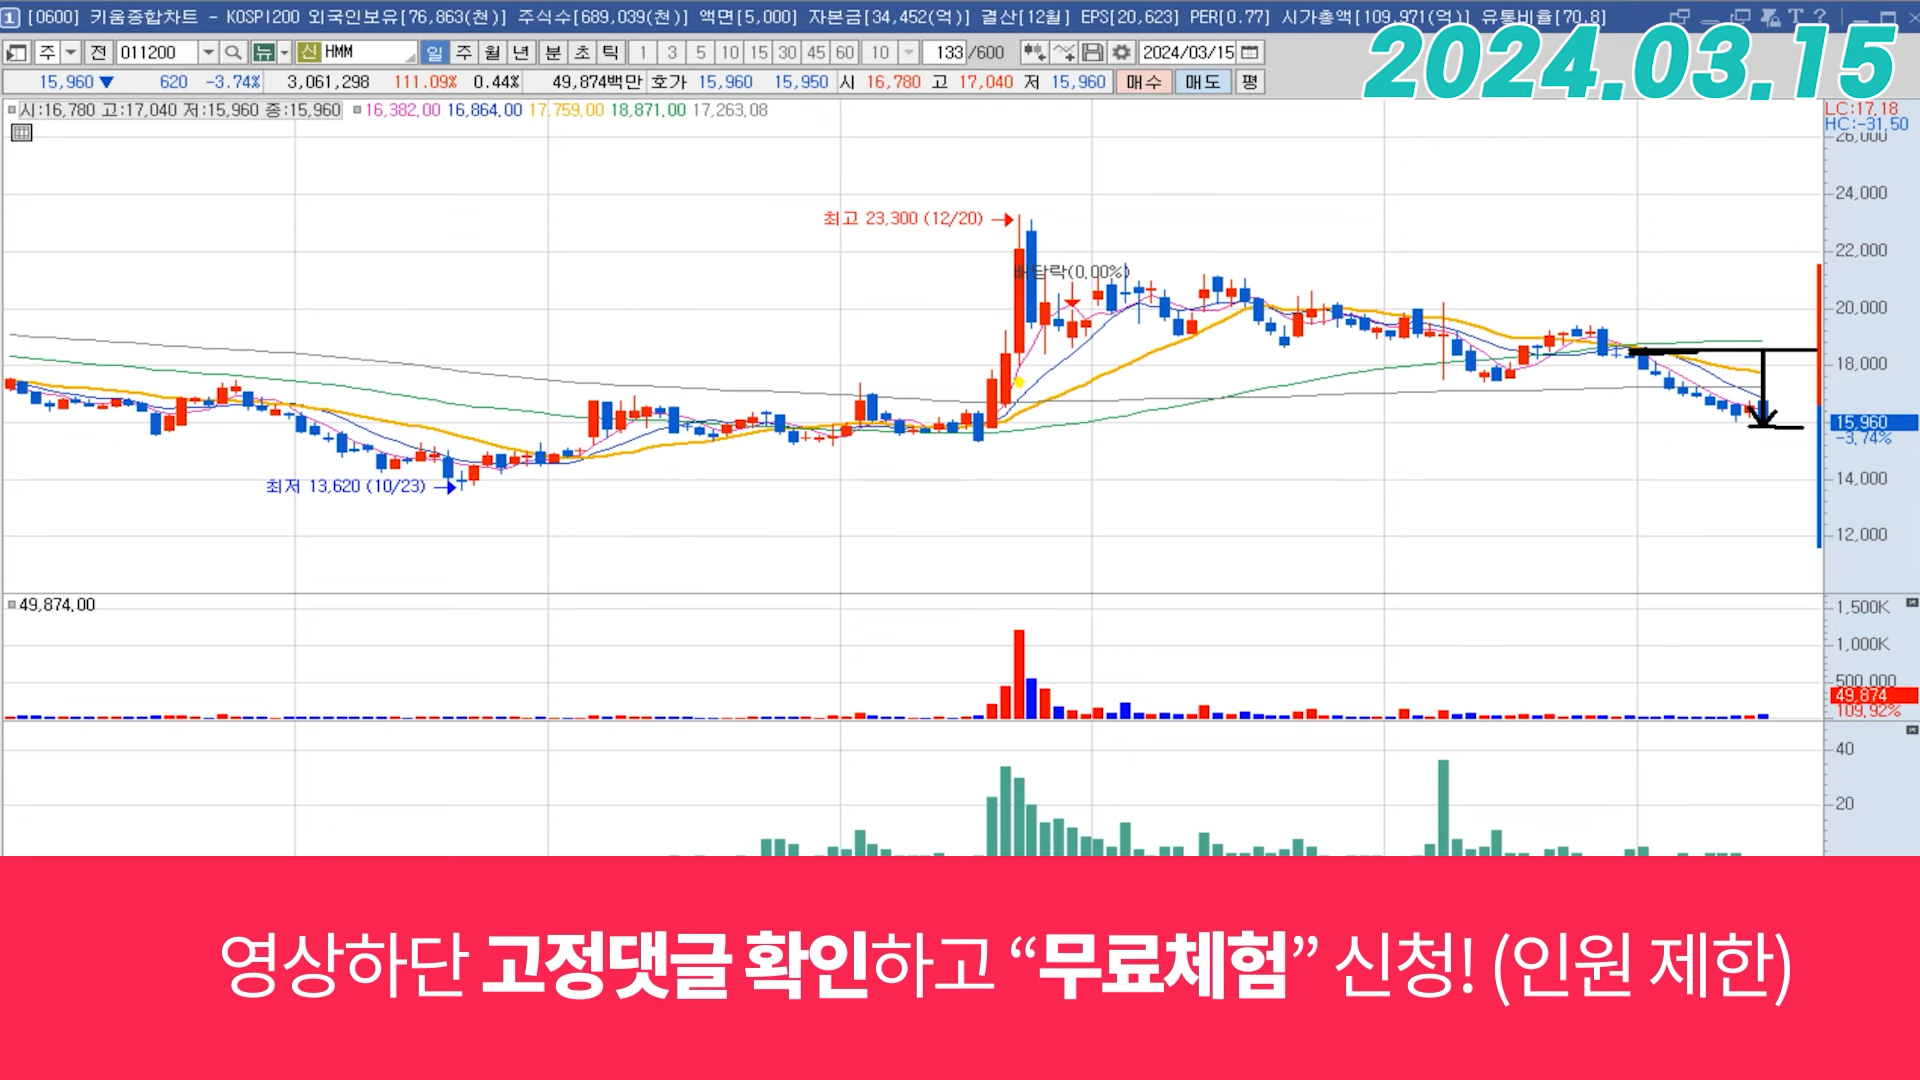 1 [0600] 키움종합차트 - KOSPI200 외국인보유[76,863(천)] 주식수[689,039(천)] 액면[5,000] 자본금[34,452(억)] 결산[12월] EPS[20,623] PER[0.77] 시가총액[109,971(억)] 유통비율[70.8]
2024.03.15
주 전 011200 뉴 신 HMM 일 주 월 년 분 초 틱 1 3 5 10 15 30 45 60 10 133 /600 2024/03/15
15,960 ▼ 620 -3.74% 3,061,298 111.09% 0.44% 49,874백만 호가 15,960 15,950 시 16,780 고 17,040 저 15,960 매수 매도 평
시:16,780 고:17,040 저:15,960 종:15,960 16,382.00 16,864.00 17,759.00 18,871.00 17,263.08
LC:17.18
HC:-31.50
26,000
24,000
최고 23,300 (12/20)
22,000
배당락(0.00%)
20,000
18,000
15,960
-3.74%
최저 13,620 (10/23)
14,000
12,000
49,874.00
1,500K
1,000K
500,000
49,874
109.92%
40
20
영상하단 고정댓글 확인하고 “무료체험” 신청! (인원 제한)